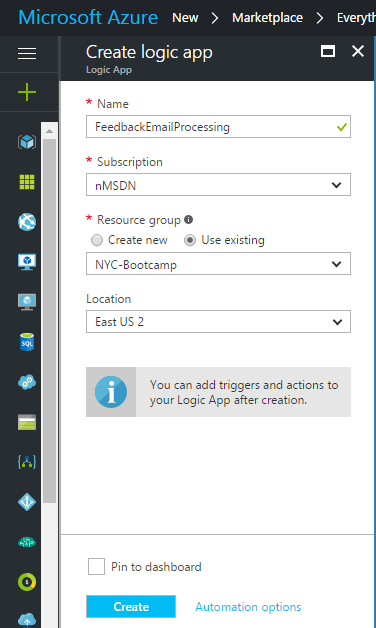 Microsoft Azure New > Marketplace > Everyth
Create logic app
Logic App
* Name
FeedbackEmailProcessing
* Subscription
nMSDN
* Resource group
Create new Use existing
NYC-Bootcamp
Location
East US 2
You can add triggers and actions to
your Logic App after creation.
SQL
Pin to dashboard
Create Automation options